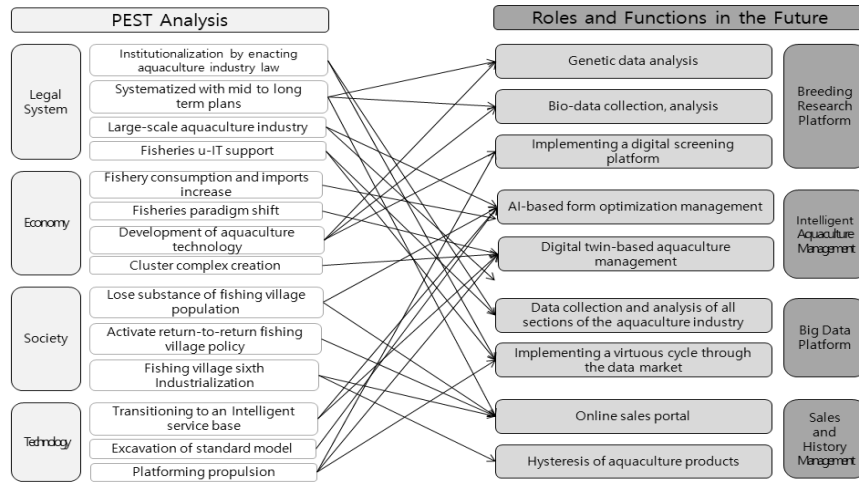 PEST Analysis
Legal
System
Institutionalization by enacting
aquaculture industry law
Systematized with mid to long
term plans
Large-scale aquaculture industry
Fisheries u-IT support
Economy
Fishery consumption and imports
increase
Fisheries paradigm shift
Development of aquaculture
technology
Cluster complex creation
Society
Lose substance of fishing village
population
Activate return-to-return fishing
village policy
Fishing village sixth
Industrialization
Technology
Transitioning to an Intelligent
service base
Excavation of standard model
Platforming propulsion
Roles and Functions in the Future
Genetic data analysis
Bio-data collection, analysis
Implementing a digital screening
platform
Breeding
Research
Platform
AI-based form optimization management
Digital twin-based aquaculture
management
Intelligent
Aquaculture
Management
Data collection and analysis of all
sections of the aquaculture industry
Implementing a virtuous cycle through
the data market
Big Data
Platform
Online sales portal
Hysteresis of aquaculture products
Sales
and
History
Management